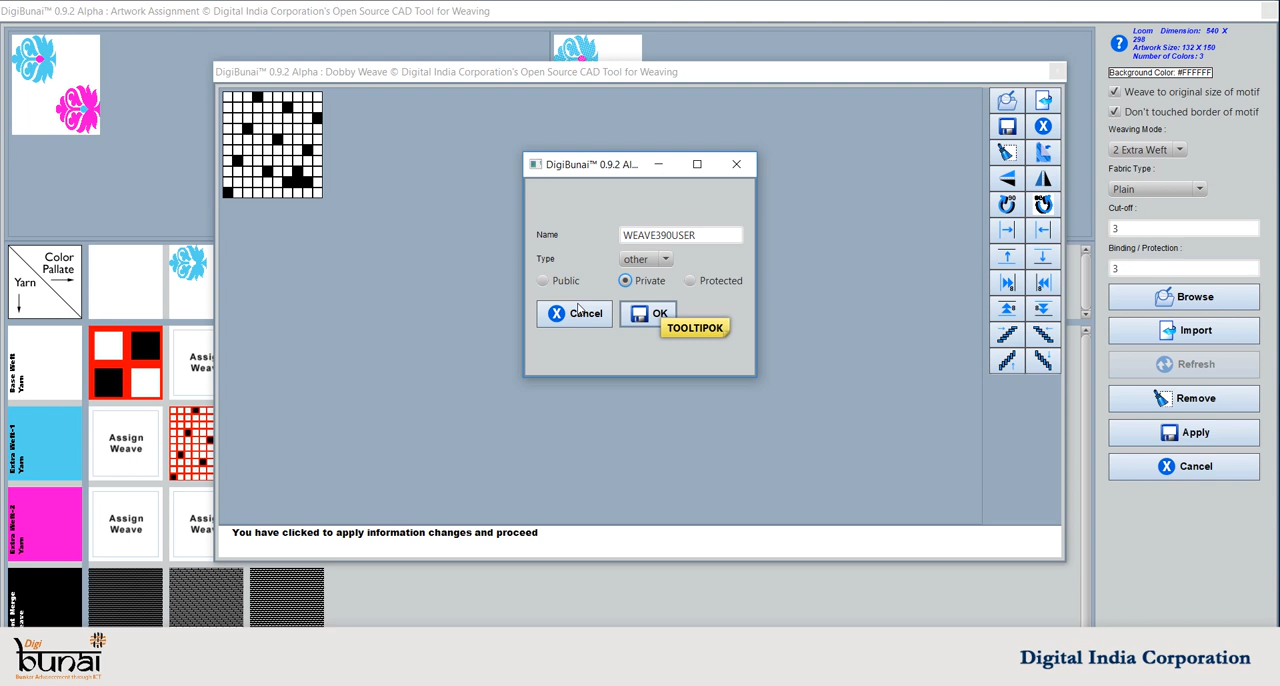 DigiBunai™ 0.9.2 Alpha : Artwork Assignment © Digital India Corporation's Open Source CAD Tool for Weaving
DigiBunai™ 0.9.2 Alpha : Dobby Weave © Digital India Corporation's Open Source CAD Tool for Weaving
Loom Dimension: 540 X
298
Artwork Size: 132 X 150
Number of Colors: 3
Background Color: #FFFFFF
Weave to original size of motif
Don't touched border of motif
Weaving Mode :
2 Extra Weft
Fabric Type :
Plain
Cut-off :
3
Binding / Protection :
3
Browse
Import
Refresh
Remove
Apply
Cancel
DigiBunai™ 0.9.2 Al...
Name
WEAVE390USER
Type
other
Public
Private
Protected
Cancel
OK
TOOLTIPOK
You have clicked to apply information changes and proceed
Color
Pallate
Yarn
Base Weft
Yarn
Assi
Wea
Extra Weft-1
Yarn
Assign
Weave
Extra Weft-2
Yarn
Assign
Weave
Assi
Wea
90
Digi
bunai
Digital India Corporation